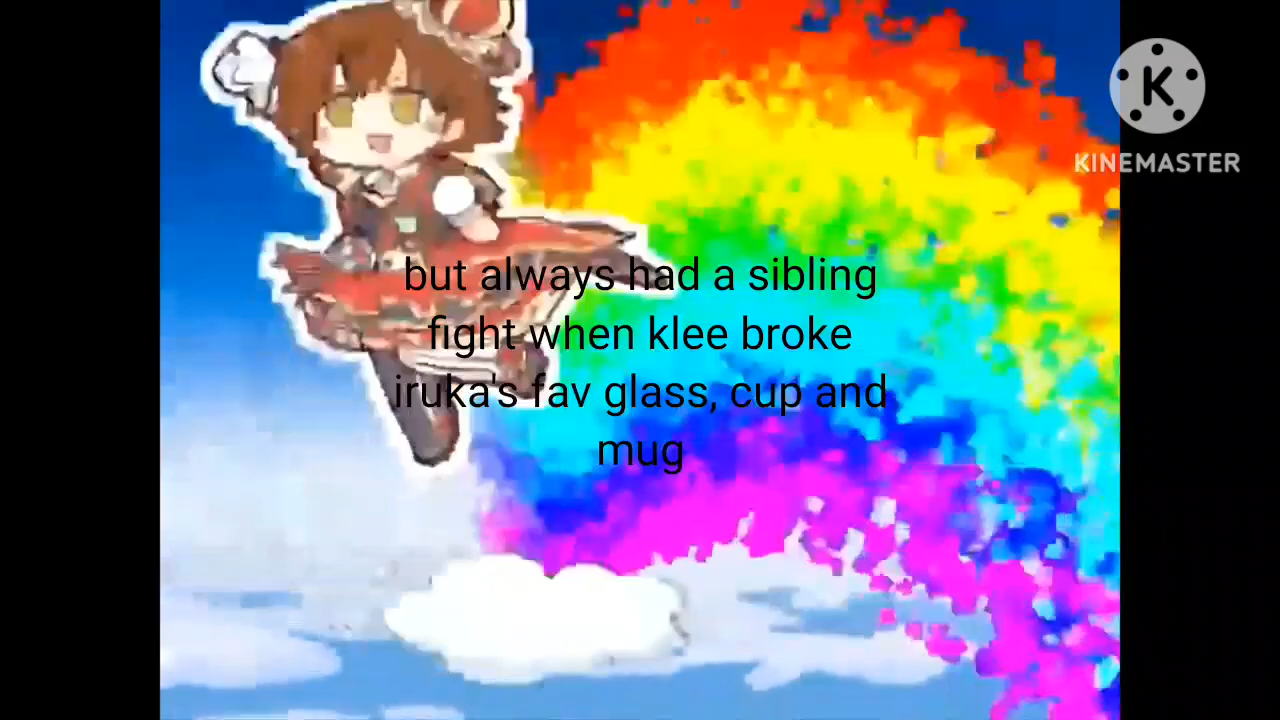 K
KINEMASTER
but always had a sibling
fight when klee broke
iruka's fav glass, cup and
mug